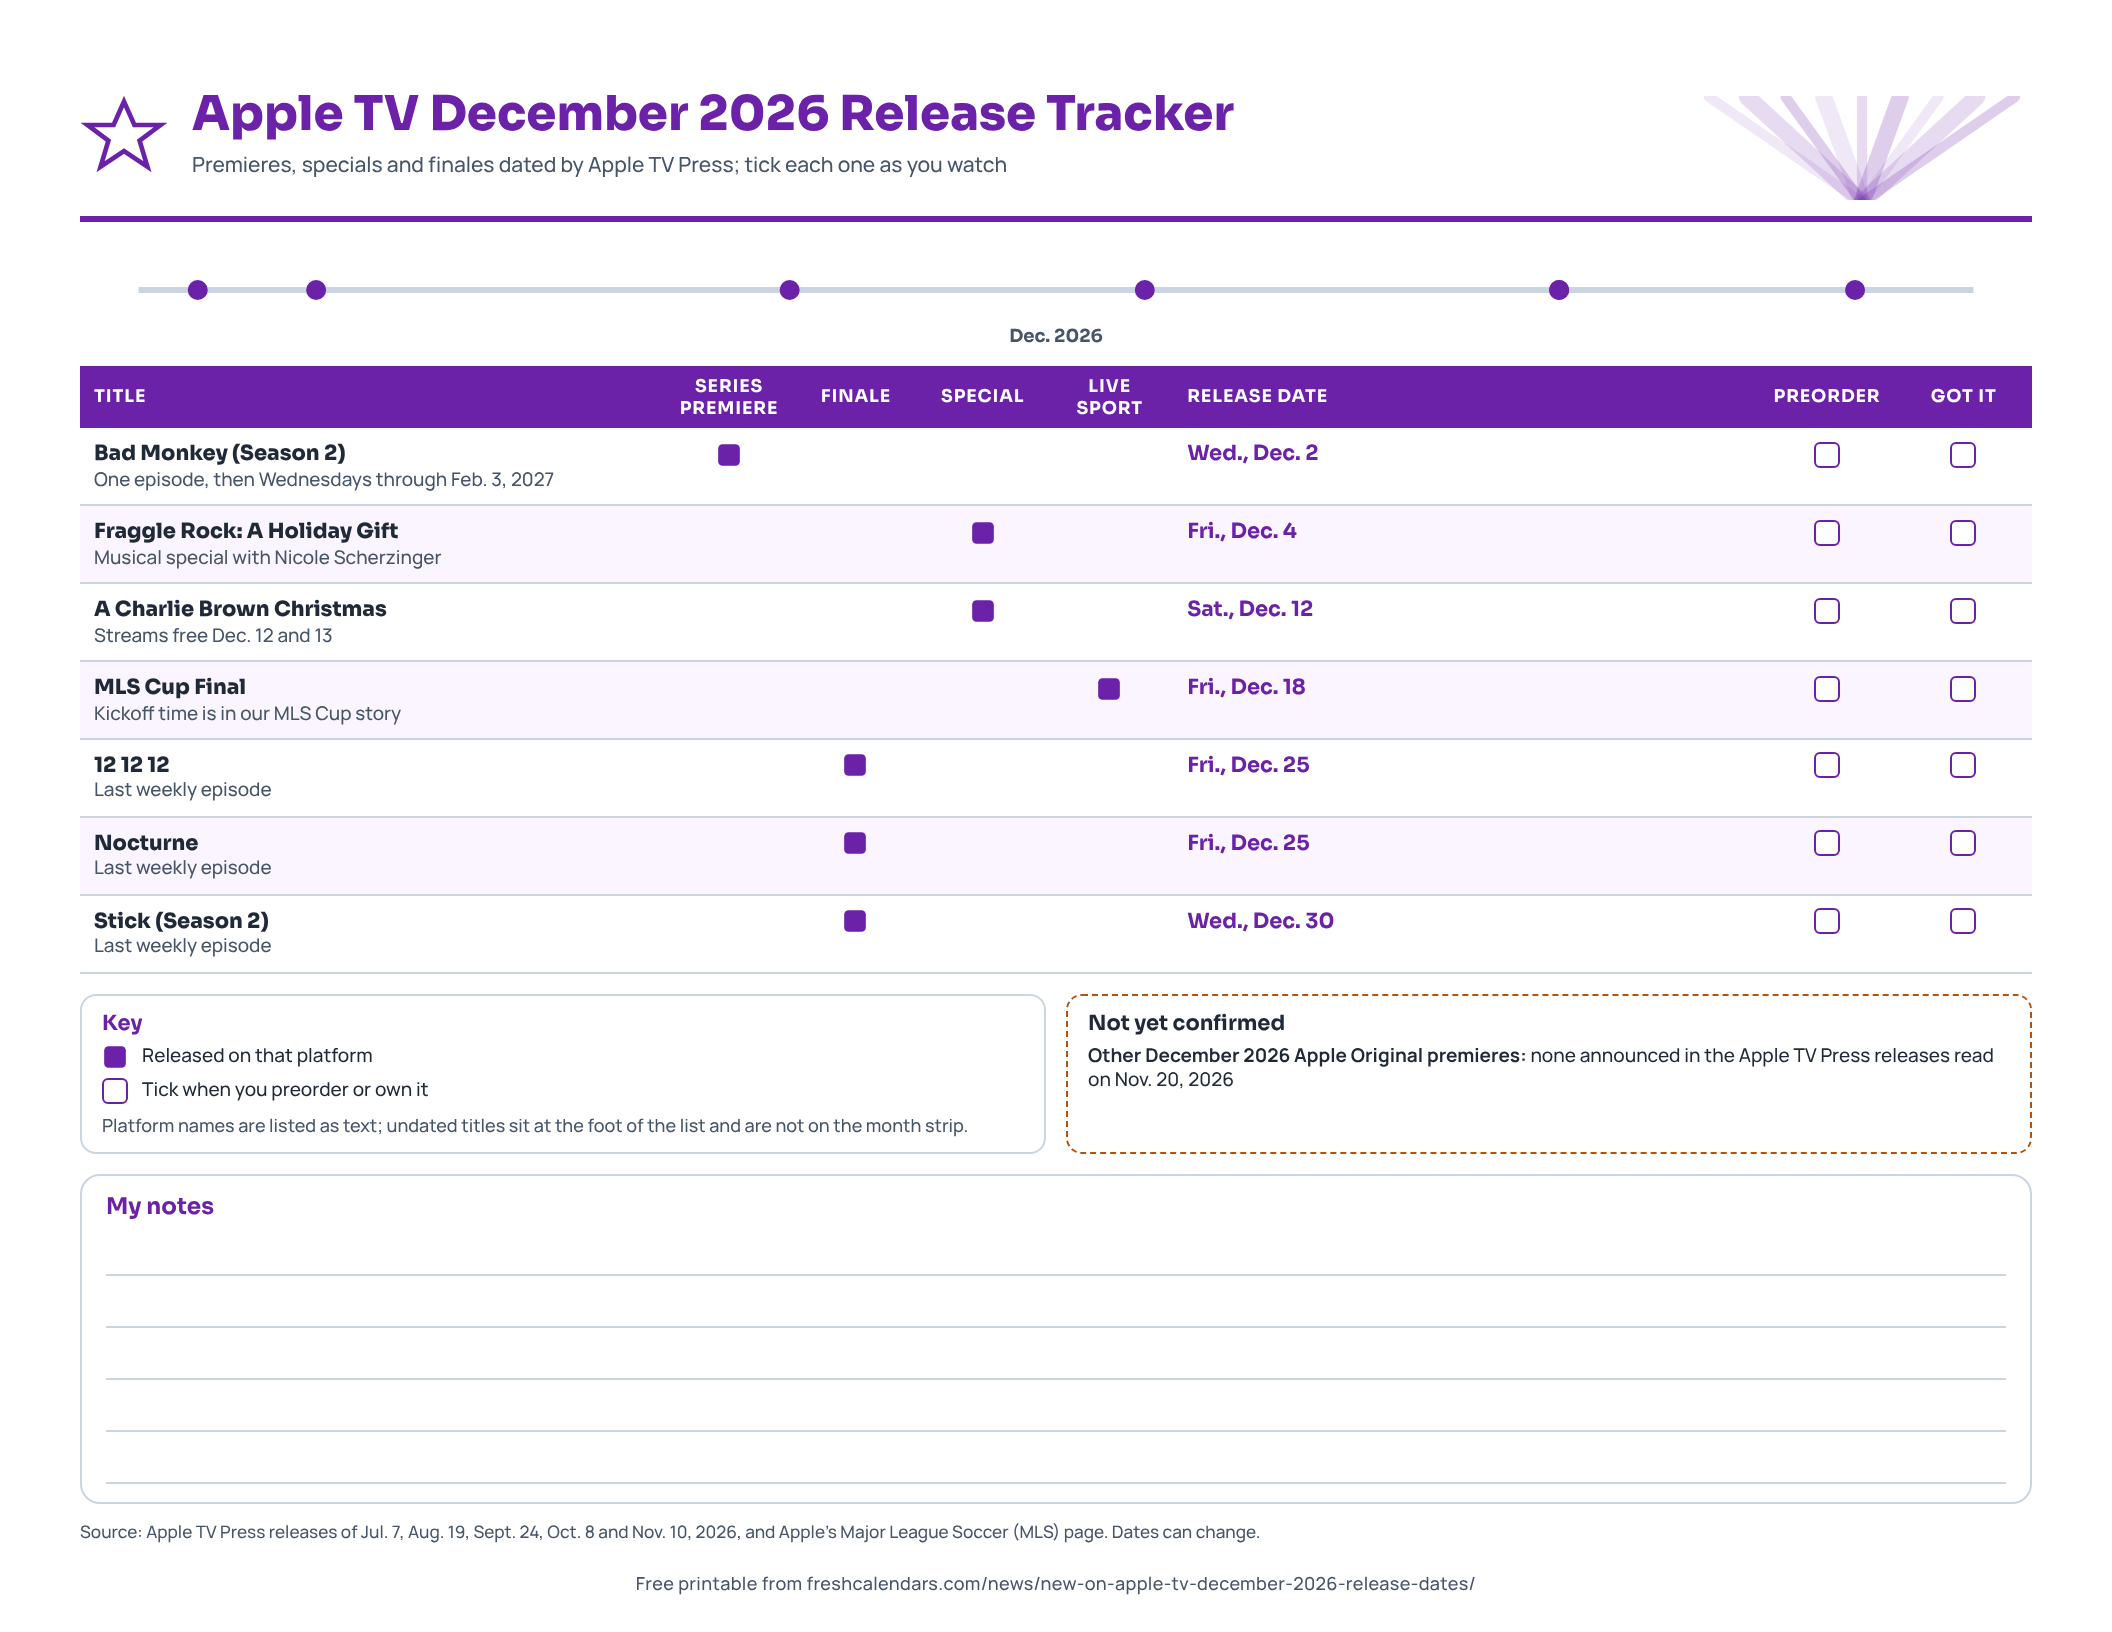 Apple TV December 2026 Release Tracker
Premieres, specials and finales dated by Apple TV Press; tick each one as you watch
Dec. 2026
TITLE SERIES PREMIERE FINALE SPECIAL LIVE SPORT RELEASE DATE PREORDER GOT IT
Bad Monkey (Season 2) Wed., Dec. 2
One episode, then Wednesdays through Feb. 3, 2027
Fraggle Rock: A Holiday Gift Fri., Dec. 4
Musical special with Nicole Scherzinger
A Charlie Brown Christmas Sat., Dec. 12
Streams free Dec. 12 and 13
MLS Cup Final Fri., Dec. 18
Kickoff time is in our MLS Cup story
12 12 12 Fri., Dec. 25
Last weekly episode
Nocturne Fri., Dec. 25
Last weekly episode
Stick (Season 2) Wed., Dec. 30
Last weekly episode
Key
Released on that platform
Tick when you preorder or own it
Platform names are listed as text; undated titles sit at the foot of the list and are not on the month strip.
Not yet confirmed
Other December 2026 Apple Original premieres: none announced in the Apple TV Press releases read
on Nov. 20, 2026
My notes
Source: Apple TV Press releases of Jul. 7, Aug. 19, Sept. 24, Oct. 8 and Nov. 10, 2026, and Apple's Major League Soccer (MLS) page. Dates can change.
Free printable from freshcalendars.com/news/new-on-apple-tv-december-2026-release-dates/